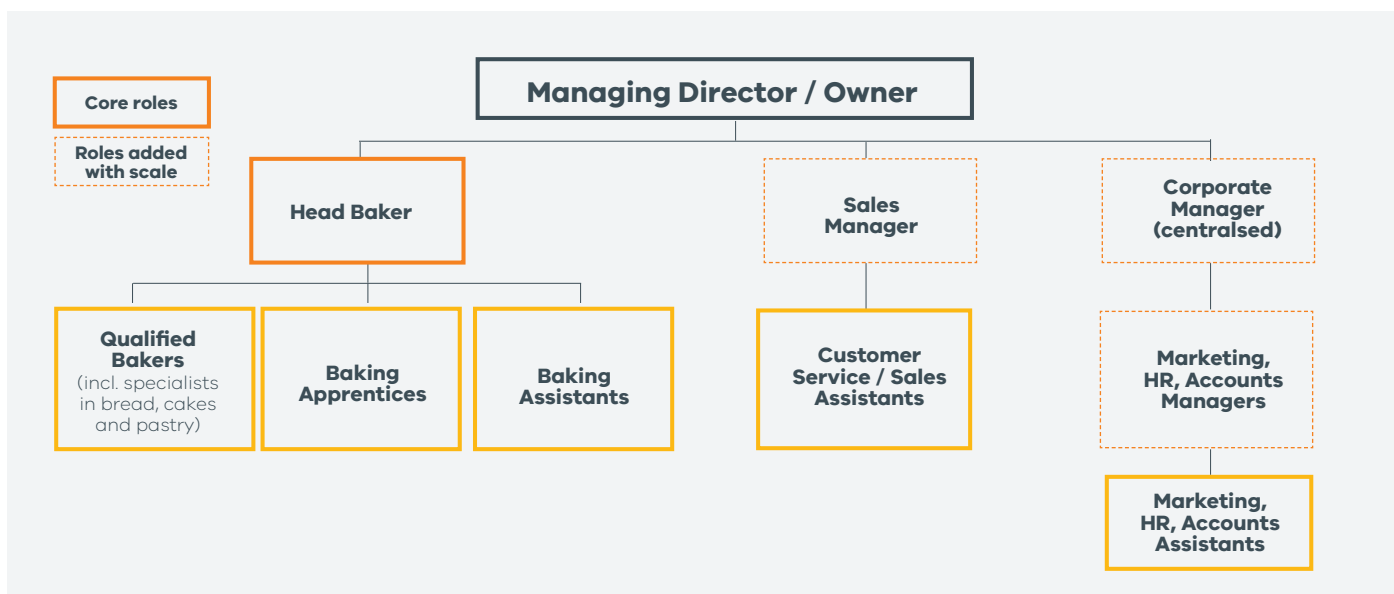 Managing Director / Owner
Core roles
Roles added
with scale
Head Baker
Sales
Manager
Corporate
Manager
(centralsed)
Qualified
Bakers
(incl. specialists
in bread, cakes
and pastry)
Baking
Apprentices
Baking
Assistants
Customer
Service / Sales
Assistants
Marketing,
HR, Accounts
Managers
Marketing,
HR, Accounts
Assistants